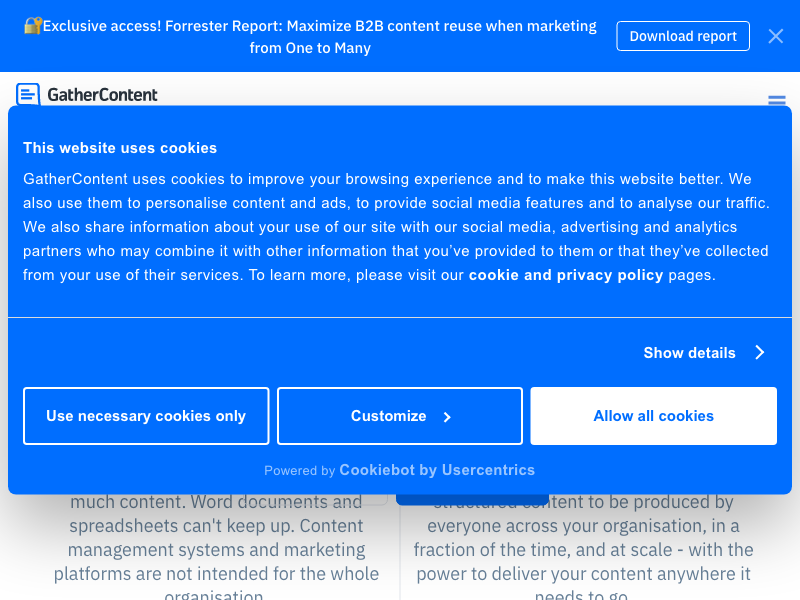 🔐Exclusive access! Forrester Report: Maximize B2B content reuse when marketing
from One to Many
Download report
GatherContent
This website uses cookies
GatherContent uses cookies to improve your browsing experience and to make this website better. We
also use them to personalise content and ads, to provide social media features and to analyse our traffic.
We also share information about your use of our site with our social media, advertising and analytics
partners who may combine it with other information that you've provided to them or that they've collected
from your use of their services. To learn more, please visit our cookie and privacy policy pages.
Show details
Use necessary cookies only
Customize
Allow all cookies
Powered by Cookiebot by Usercentrics
much content. Word documents and
spreadsheets can't keep up. Content
management systems and marketing
platforms are not intended for the whole
organisation.
structured content to be produced by
everyone across your organisation, in a
fraction of the time, and at scale - with the
power to deliver your content anywhere it
needs to go.